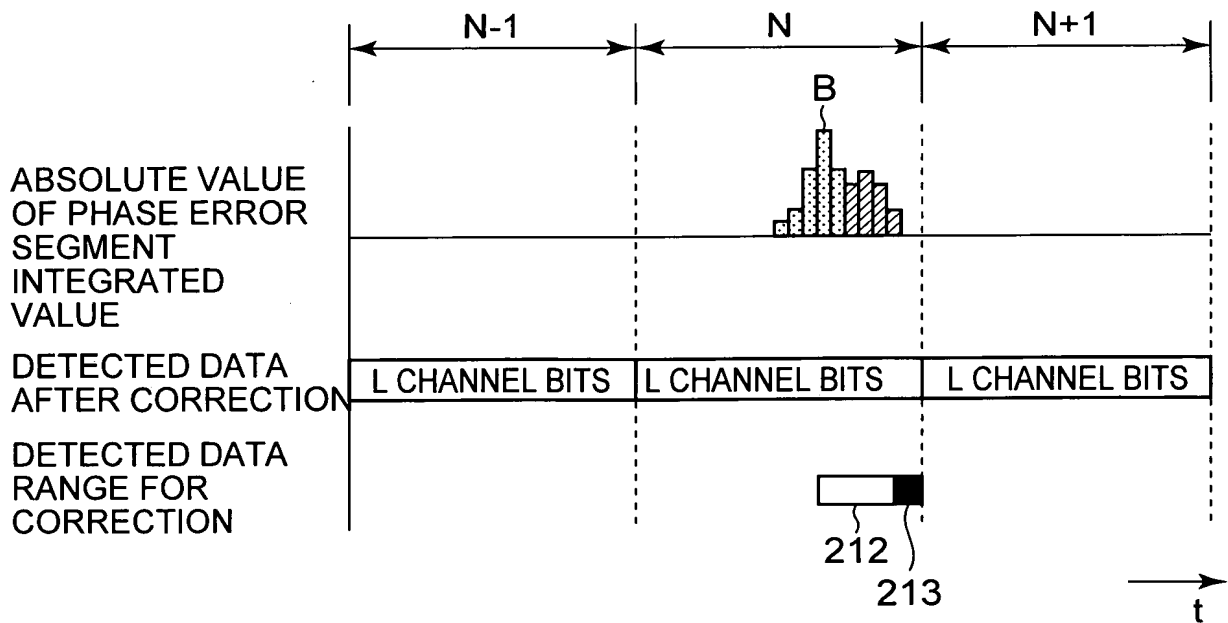 N-1
N
N+1
B
ABSOLUTE VALUE
OF PHASE ERROR
SEGMENT
INTEGRATED
VALUE
DETECTED DATA
AFTER CORRECTION
L CHANNEL BITS
L CHANNEL BITS
L CHANNEL BITS
DETECTED DATA
RANGE FOR
CORRECTION
212
213
t